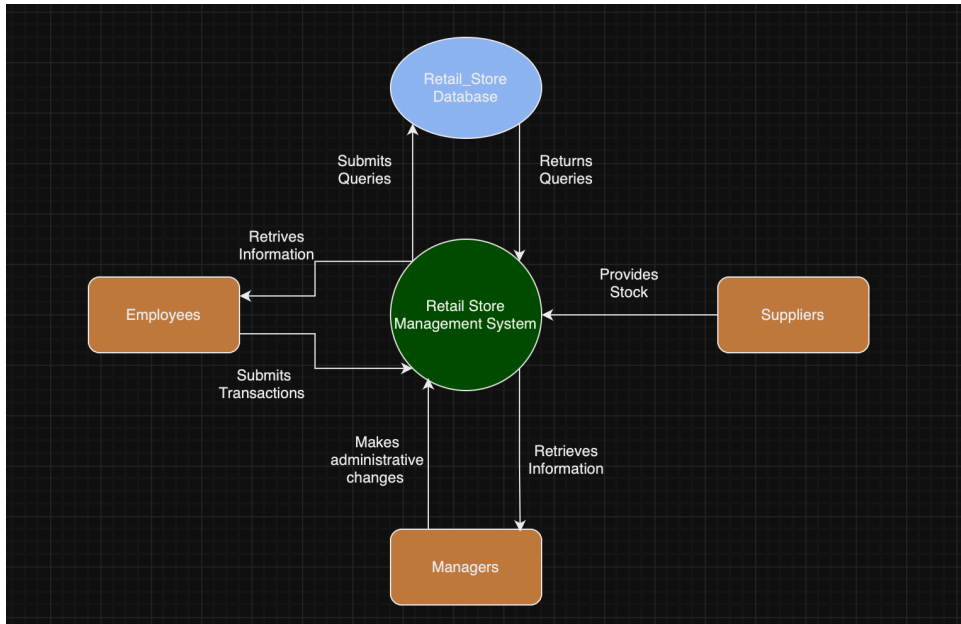 Retail_Store
Database
Submits
Queries
Returns
Queries
Retrives
Information
Provides
Stock
Employees
Retail Store
Management System
Suppliers
Submits
Transactions
Makes
administrative
changes
Retrieves
Information
Managers